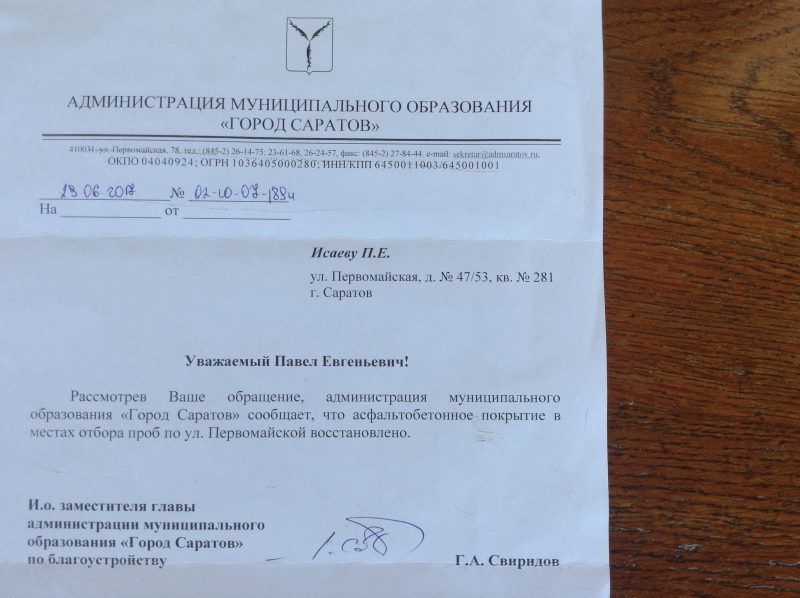 АДМИНИСТРАЦИЯ МУНИЦИПАЛЬНОГО ОБРАЗОВАНИЯ
«ГОРОД САРАТОВ»
410031, ул. Первомайская, 78, тел.: (845-2) 26-14-75; 23-61-68, 26-24-57, факс: (845-2) 27-84-44. e-mail: sekretar@admsaratov.ru,
ОКПО 04040924; ОГРН 1036405000280; ИНН/КПП 6450011003/645001001
29 06 2017 № 02-10-07-
На от
Исаеву П.Е.
ул. Первомайская, д. № 47/53, кв. № 281
г. Саратов
Уважаемый Павел Евгеньевич!
Рассмотрев Ваше обращение, администрация муниципального
образования «Город Саратов» сообщает, что асфальтобетонное покрытие в
местах отбора проб по ул. Первомайской восстановлено.
И.о. заместителя главы
администрации муниципального
образования «Город Саратов»
по благоустройству
Г.А. Свиридов